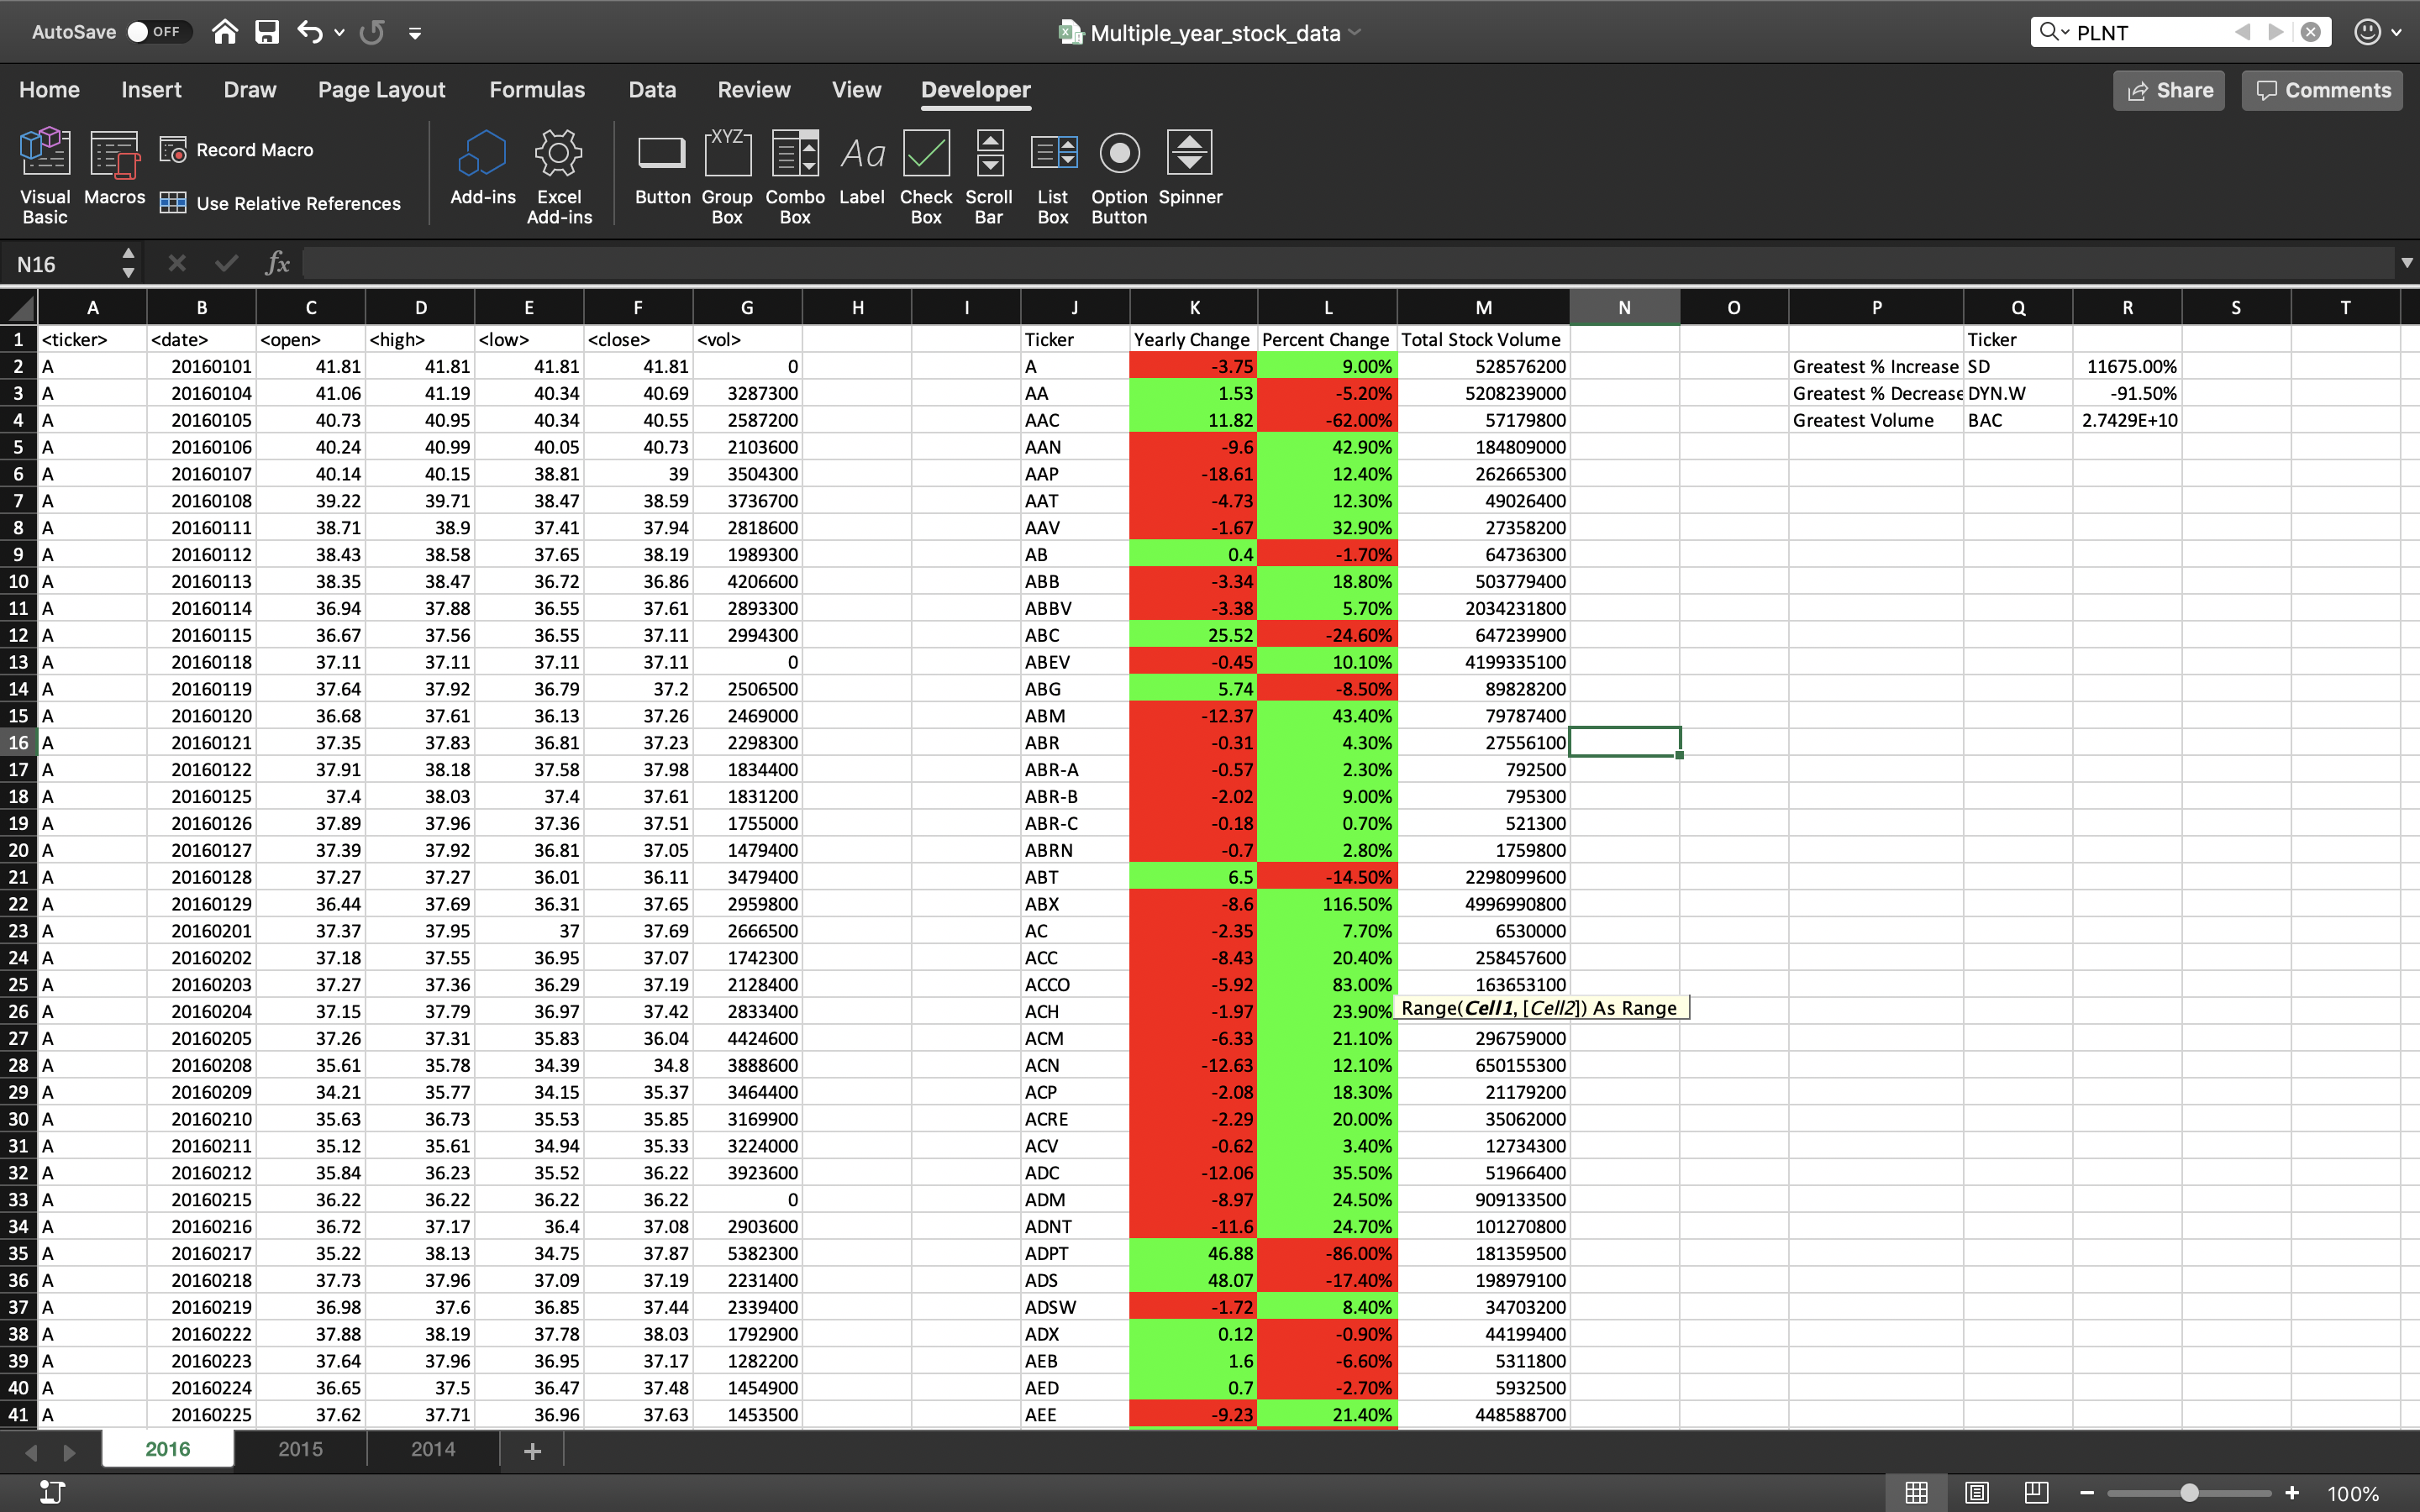 AutoSave OFF Multiple_year_stock_data PLNT
Home Insert Draw Page Layout Formulas Data Review View Developer Share Comments
Visual Basic Macros Record Macro Use Relative References Add-ins Excel Add-ins Button Group Box Combo Box Label Check Box Scroll Bar List Box Option Button Spinner
XYZ Aa
N16 fx
A B C D E F G H I J K L M N O P Q R S T
1 <ticker> <date> <open> <high> <low> <close> <vol> Ticker Yearly Change Percent Change Total Stock Volume Ticker
2 A 20160101 41.81 41.81 41.81 41.81 0 A -3.75 9.00% 528576200 Greatest % Increase SD 11675.00%
3 A 20160104 41.06 41.19 40.34 40.69 3287300 AA 1.53 -5.20% 5208239000 Greatest % Decrease DYN.W -91.50%
4 A 20160105 40.73 40.95 40.34 40.55 2587200 AAC 11.82 -62.00% 57179800 Greatest Volume BAC 2.7429E+10
5 A 20160106 40.24 40.99 40.05 40.73 2103600 AAN -9.6 42.90% 184809000
6 A 20160107 40.14 40.15 38.81 39 3504300 AAP -18.61 12.40% 262665300
7 A 20160108 39.22 39.71 38.47 38.59 3736700 AAT -4.73 12.30% 49026400
8 A 20160111 38.71 38.9 37.41 37.94 2818600 AAV -1.67 32.90% 27358200
9 A 20160112 38.43 38.58 37.65 38.19 1989300 AB 0.4 -1.70% 64736300
10 A 20160113 38.35 38.47 36.72 36.86 4206600 ABB -3.34 18.80% 503779400
11 A 20160114 36.94 37.88 36.55 37.61 2893300 ABBV -3.38 5.70% 2034231800
12 A 20160115 36.67 37.56 36.55 37.11 2994300 ABC 25.52 -24.60% 647239900
13 A 20160118 37.11 37.11 37.11 37.11 0 ABEV -0.45 10.10% 4199335100
14 A 20160119 37.64 37.92 36.79 37.2 2506500 ABG 5.74 -8.50% 89828200
15 A 20160120 36.68 37.61 36.13 37.26 2469000 ABM -12.37 43.40% 79787400
16 A 20160121 37.35 37.83 36.81 37.23 2298300 ABR -0.31 4.30% 27556100
17 A 20160122 37.91 38.18 37.58 37.98 1834400 ABR-A -0.57 2.30% 792500
18 A 20160125 37.4 38.03 37.4 37.61 1831200 ABR-B -2.02 9.00% 795300
19 A 20160126 37.89 37.96 37.36 37.51 1755000 ABR-C -0.18 0.70% 521300
20 A 20160127 37.39 37.92 36.81 37.05 1479400 ABRN -0.7 2.80% 1759800
21 A 20160128 37.27 37.27 36.01 36.11 3479400 ABT 6.5 -14.50% 2298099600
22 A 20160129 36.44 37.69 36.31 37.65 2959800 ABX -8.6 116.50% 4996990800
23 A 20160201 37.37 37.95 37 37.69 2666500 AC -2.35 7.70% 6530000
24 A 20160202 37.18 37.55 36.95 37.07 1742300 ACC -8.43 20.40% 258457600
25 A 20160203 37.27 37.36 36.29 37.19 2128400 ACCO -5.92 83.00% 163653100
26 A 20160204 37.15 37.79 36.97 37.42 2833400 ACH -1.97 23.90% Range(Cell1, [Cell2]) As Range
27 A 20160205 37.26 37.31 35.83 36.04 4424600 ACM -6.33 21.10% 296759000
28 A 20160208 35.61 35.78 34.39 34.8 3888600 ACN -12.63 12.10% 650155300
29 A 20160209 34.21 35.77 34.15 35.37 3464400 ACP -2.08 18.30% 21179200
30 A 20160210 35.63 36.73 35.53 35.85 3169900 ACRE -2.29 20.00% 35062000
31 A 20160211 35.12 35.61 34.94 35.33 3224000 ACV -0.62 3.40% 12734300
32 A 20160212 35.84 36.23 35.52 36.22 3923600 ADC -12.06 35.50% 51966400
33 A 20160215 36.22 36.22 36.22 36.22 0 ADM -8.97 24.50% 909133500
34 A 20160216 36.72 37.17 36.4 37.08 2903600 ADNT -11.6 24.70% 101270800
35 A 20160217 35.22 38.13 34.75 37.87 5382300 ADPT 46.88 -86.00% 181359500
36 A 20160218 37.73 37.96 37.09 37.19 2231400 ADS 48.07 -17.40% 198979100
37 A 20160219 36.98 37.6 36.85 37.44 2339400 ADSW -1.72 8.40% 34703200
38 A 20160222 37.88 38.19 37.78 38.03 1792900 ADX 0.12 -0.90% 44199400
39 A 20160223 37.64 37.96 36.95 37.17 1282200 AEB 1.6 -6.60% 5311800
40 A 20160224 36.65 37.5 36.47 37.48 1454900 AED 0.7 -2.70% 5932500
41 A 20160225 37.62 37.71 36.96 37.63 1453500 AEE -9.23 21.40% 448588700
2016 2015 2014 +
100%